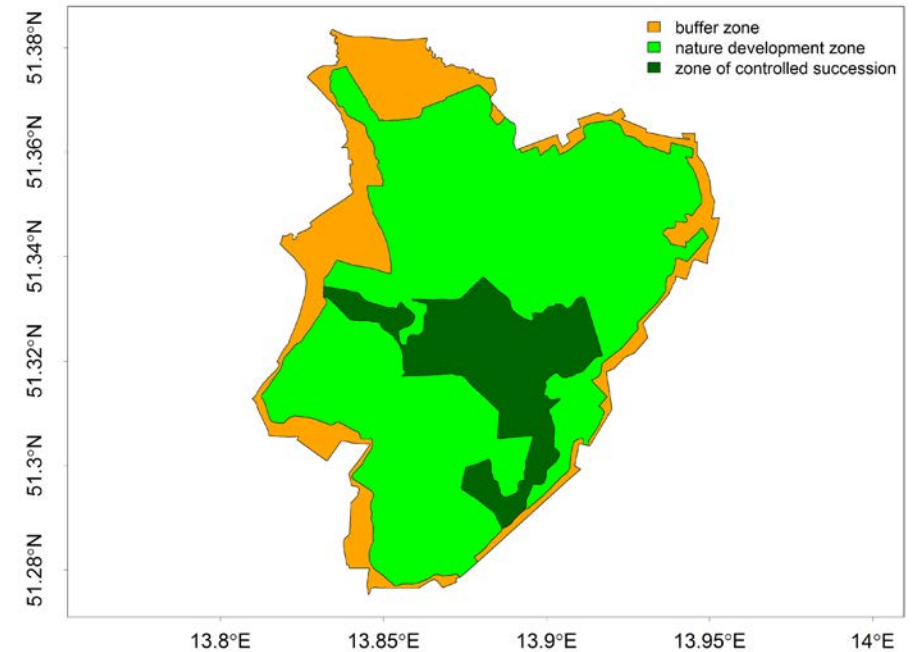 buffer zone
nature development zone
zone of controlled succession
51.38°N
51.36°N
51.34°N
51.32°N
51.3°N
51.28°N
13.8°E
13.85°E
13.9°E
13.95°E
14°E